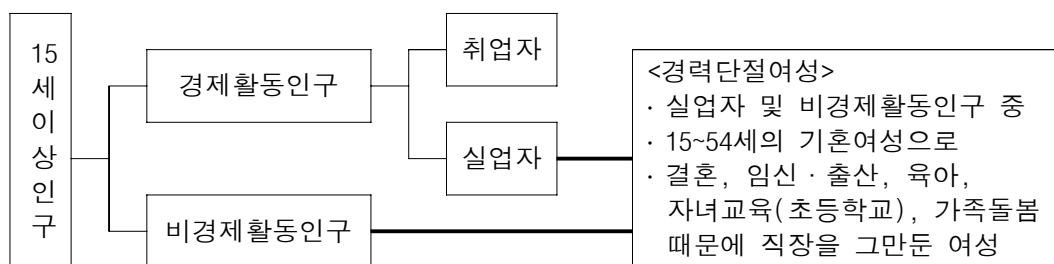 15
세
이
상
인
구
경제활동인구
비경제활동인구
취업자
실업자
<경력단절여성>
· 실업자 및 비경제활동인구 중
· 15~54세의 기혼여성으로
· 결혼, 임신 · 출산, 육아,
자녀교육(초등학교), 가족돌봄
때문에 직장을 그만둔 여성